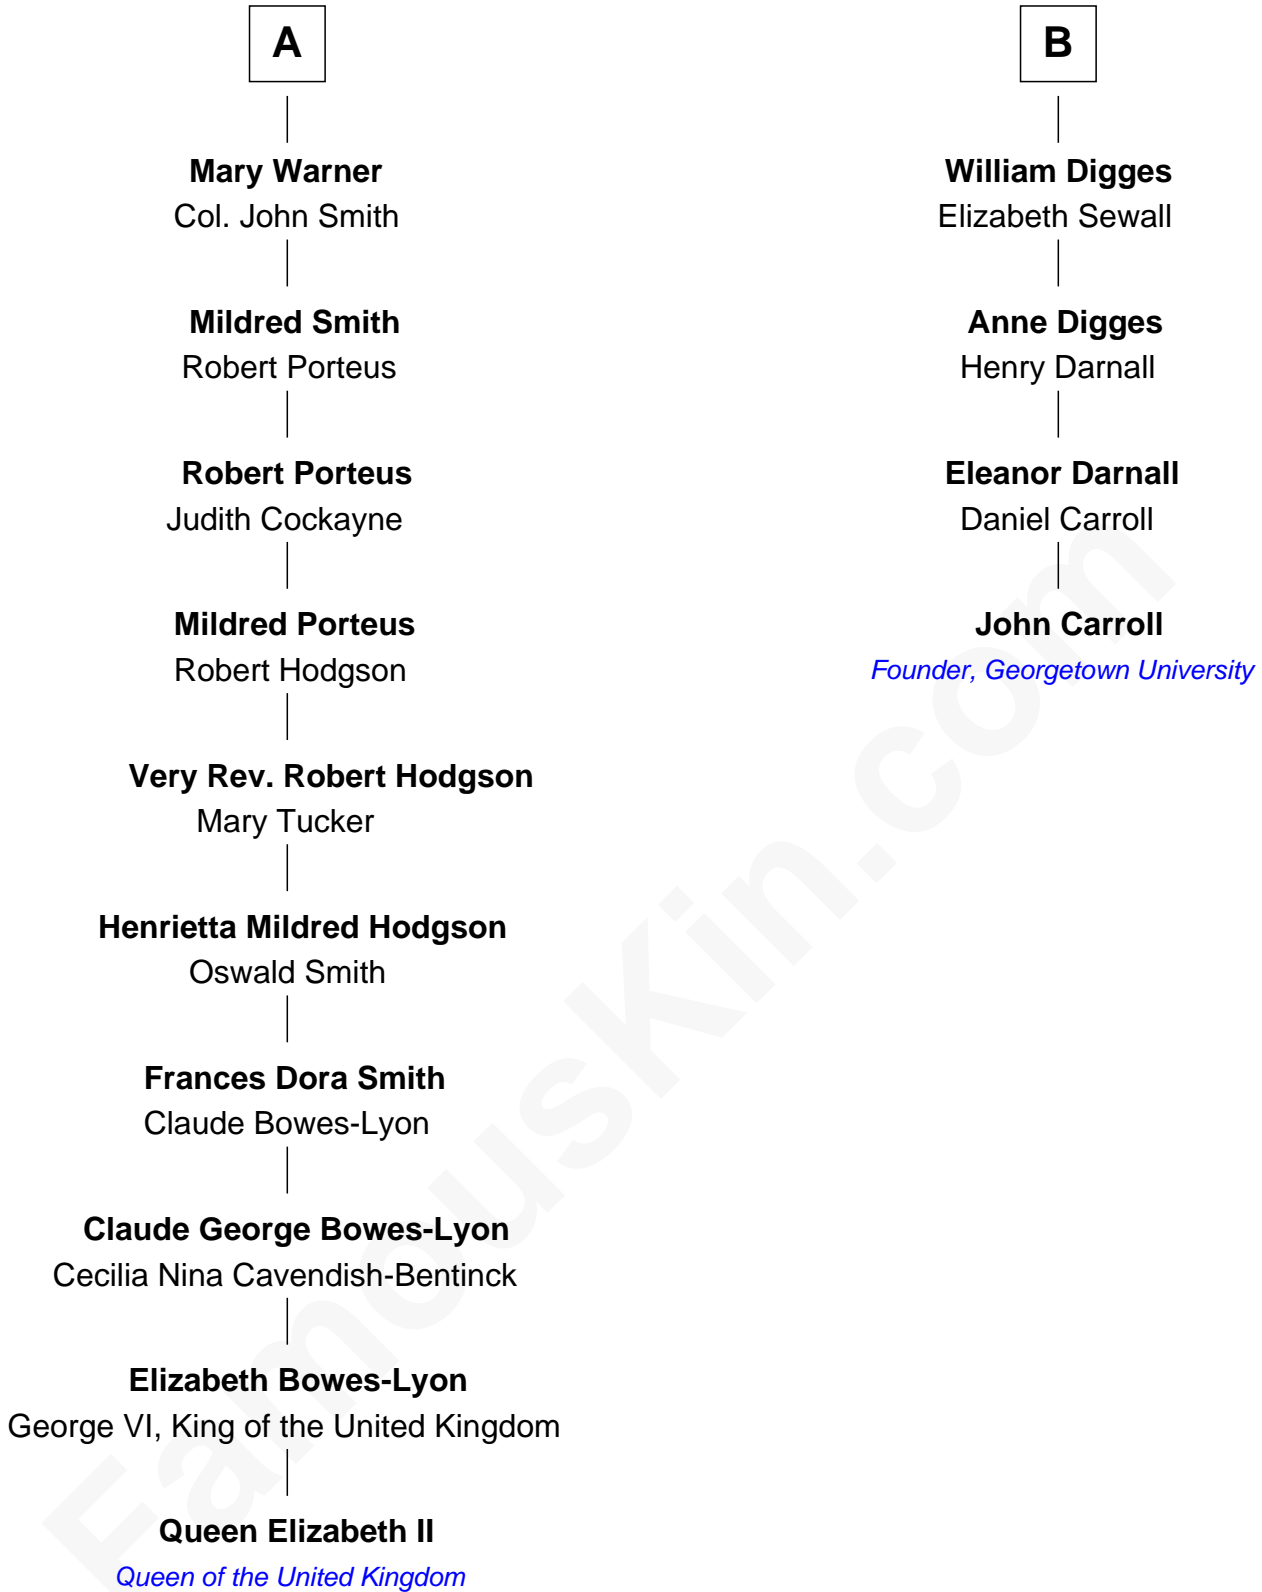 A
Mary Warner
Col. John Smith
Mildred Smith
Robert Porteus
Robert Porteus
Judith Cockayne
Mildred Porteus
Robert Hodgson
Very Rev. Robert Hodgson
Mary Tucker
Henrietta Mildred Hodgson
Oswald Smith
Frances Dora Smith
Claude Bowes-Lyon
Claude George Bowes-Lyon
Cecilia Nina Cavendish-Bentinck
Elizabeth Bowes-Lyon
George VI, King of the United Kingdom
Queen Elizabeth II
Queen of the United Kingdom
B
William Digges
Elizabeth Sewall
Anne Digges
Henry Darnall
Eleanor Darnall
Daniel Carroll
John Carroll
Founder, Georgetown University
FamousKin.com